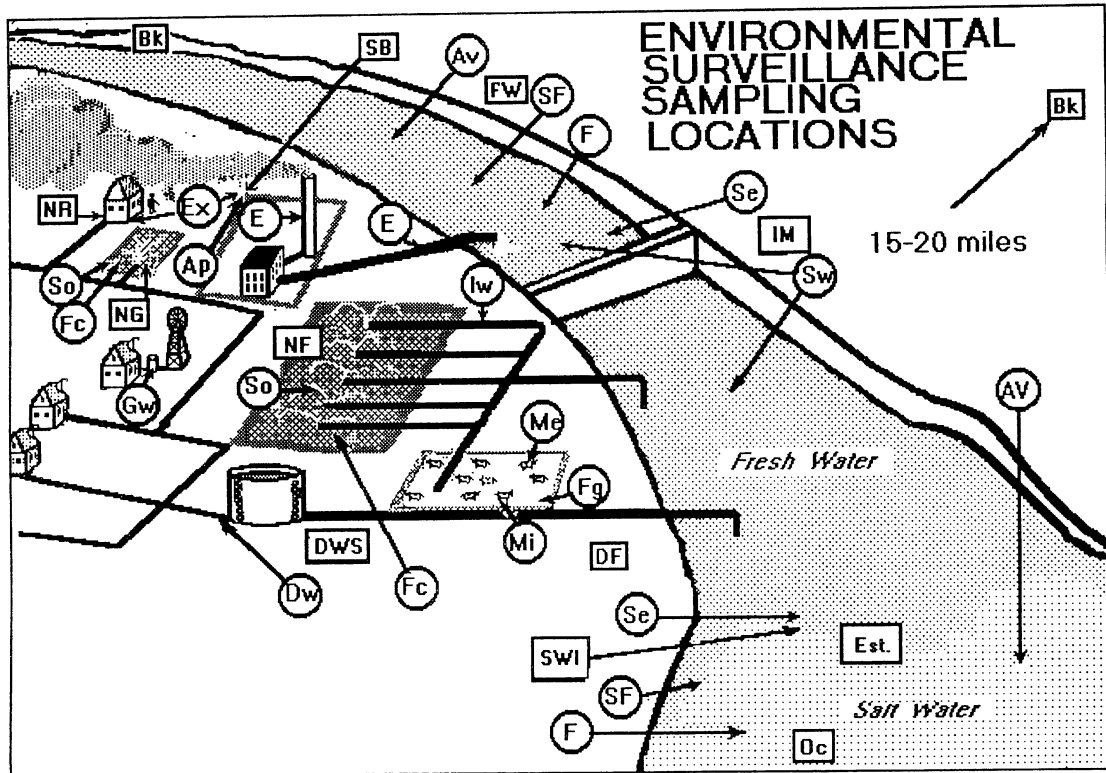 ENVIRONMENTAL
SURVEILLANCE
SAMPLING
LOCATIONS
Bk
SB
Av
FW
SF
F
Bk
NR
Ex
E
E
Se
IM
15-20 miles
Ap
So
Fc
NG
Iw
Sw
NF
Gw
So
AV
Me
Fresh Water
Fg
DWS
Mi
DF
Dw
Fc
Se
SWI
Est.
SF
Salt Water
F
Oc